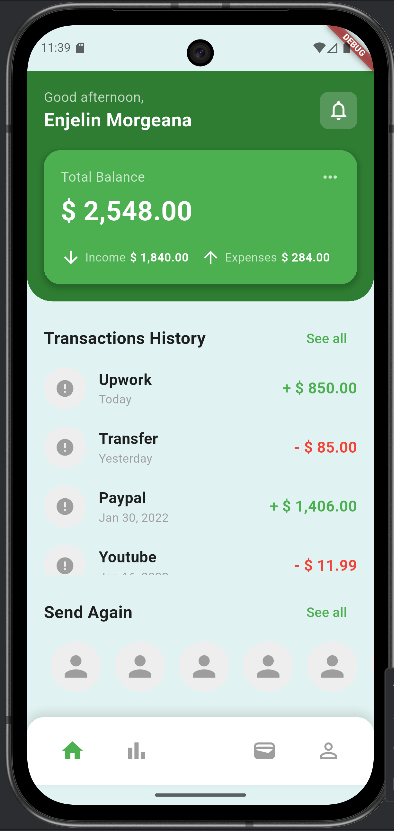 11:39
DEBUG
Good afternoon,
Enjelin Morgeana
Total Balance
$ 2,548.00
Income $ 1,840.00 Expenses $ 284.00
Transactions History See all
Upwork + $ 850.00
Today
Transfer - $ 85.00
Yesterday
Paypal + $ 1,406.00
Jan 30, 2022
Youtube - $ 11.99
Send Again See all